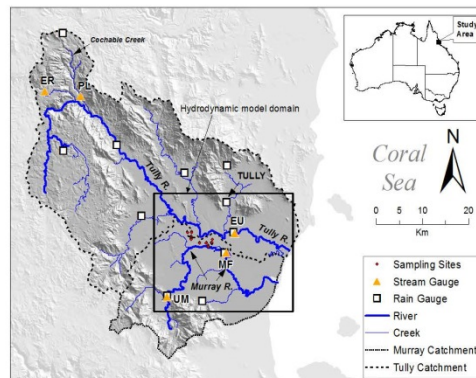 Cochable Creek
ER
PL
Hydrodynamic model domain
Tully R.
TULLY
EU
Tully R.
MF
Murray R.
UM
Study
Area
Coral
Sea
N
0 5 10 20
Km
Sampling Sites
Stream Gauge
Rain Gauge
River
Creek
Murray Catchment
Tully Catchment